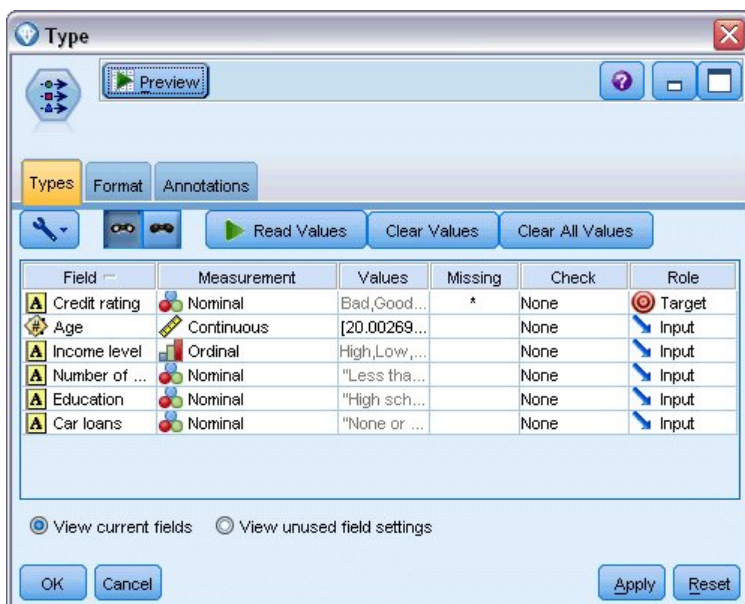 Type
Preview
Types Format Annotations
Read Values Clear Values Clear All Values
Field Measurement Values Missing Check Role
A Credit rating Nominal Bad,Good... * None Target
# Age Continuous [20.00269... None Input
A Income level Ordinal High,Low,... None Input
A Number of ... Nominal "Less tha... None Input
A Education Nominal "High sch... None Input
A Car loans Nominal "None or ... None Input
View current fields View unused field settings
OK Cancel Apply Reset